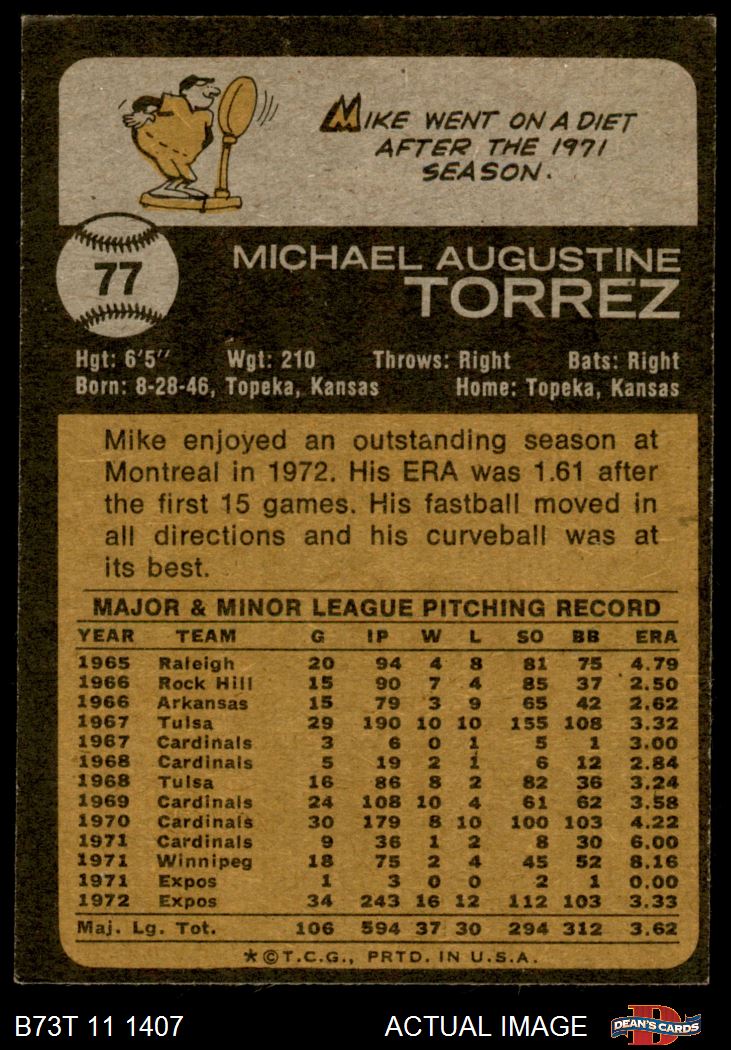 MIKE WENT ON A DIET
AFTER THE 1971
SEASON.
77
MICHAEL AUGUSTINE
TORREZ
Hgt: 6'5" Wgt: 210 Throws: Right Bats: Right
Born: 8-28-46, Topeka, Kansas Home: Topeka, Kansas
Mike enjoyed an outstanding season at
Montreal in 1972. His ERA was 1.61 after
the first 15 games. His fastball moved in
all directions and his curveball was at
its best.
MAJOR & MINOR LEAGUE PITCHING RECORD
YEAR TEAM G IP W L SO BB ERA
1965 Raleigh 20 94 4 8 81 75 4.79
1966 Rock Hill 15 90 7 4 85 37 2.50
1966 Arkansas 15 79 3 9 65 42 2.62
1967 Tulsa 29 190 10 10 155 108 3.32
1967 Cardinals 3 6 0 1 5 1 3.00
1968 Cardinals 5 19 2 1 6 12 2.84
1968 Tulsa 16 86 8 2 82 36 3.24
1969 Cardinals 24 108 10 4 61 62 3.58
1970 Cardinals 30 179 8 10 100 103 4.22
1971 Cardinals 9 36 1 2 8 30 6.00
1971 Winnipeg 18 75 2 4 45 52 8.16
1971 Expos 1 3 0 0 2 1 0.00
1972 Expos 34 243 16 12 112 103 3.33
Maj. Lg. Tot. 106 594 37 30 294 312 3.62
*©T.C.G., PRTD. IN U.S.A.
B73T 11 1407 ACTUAL IMAGE D DEAN'S CARDS